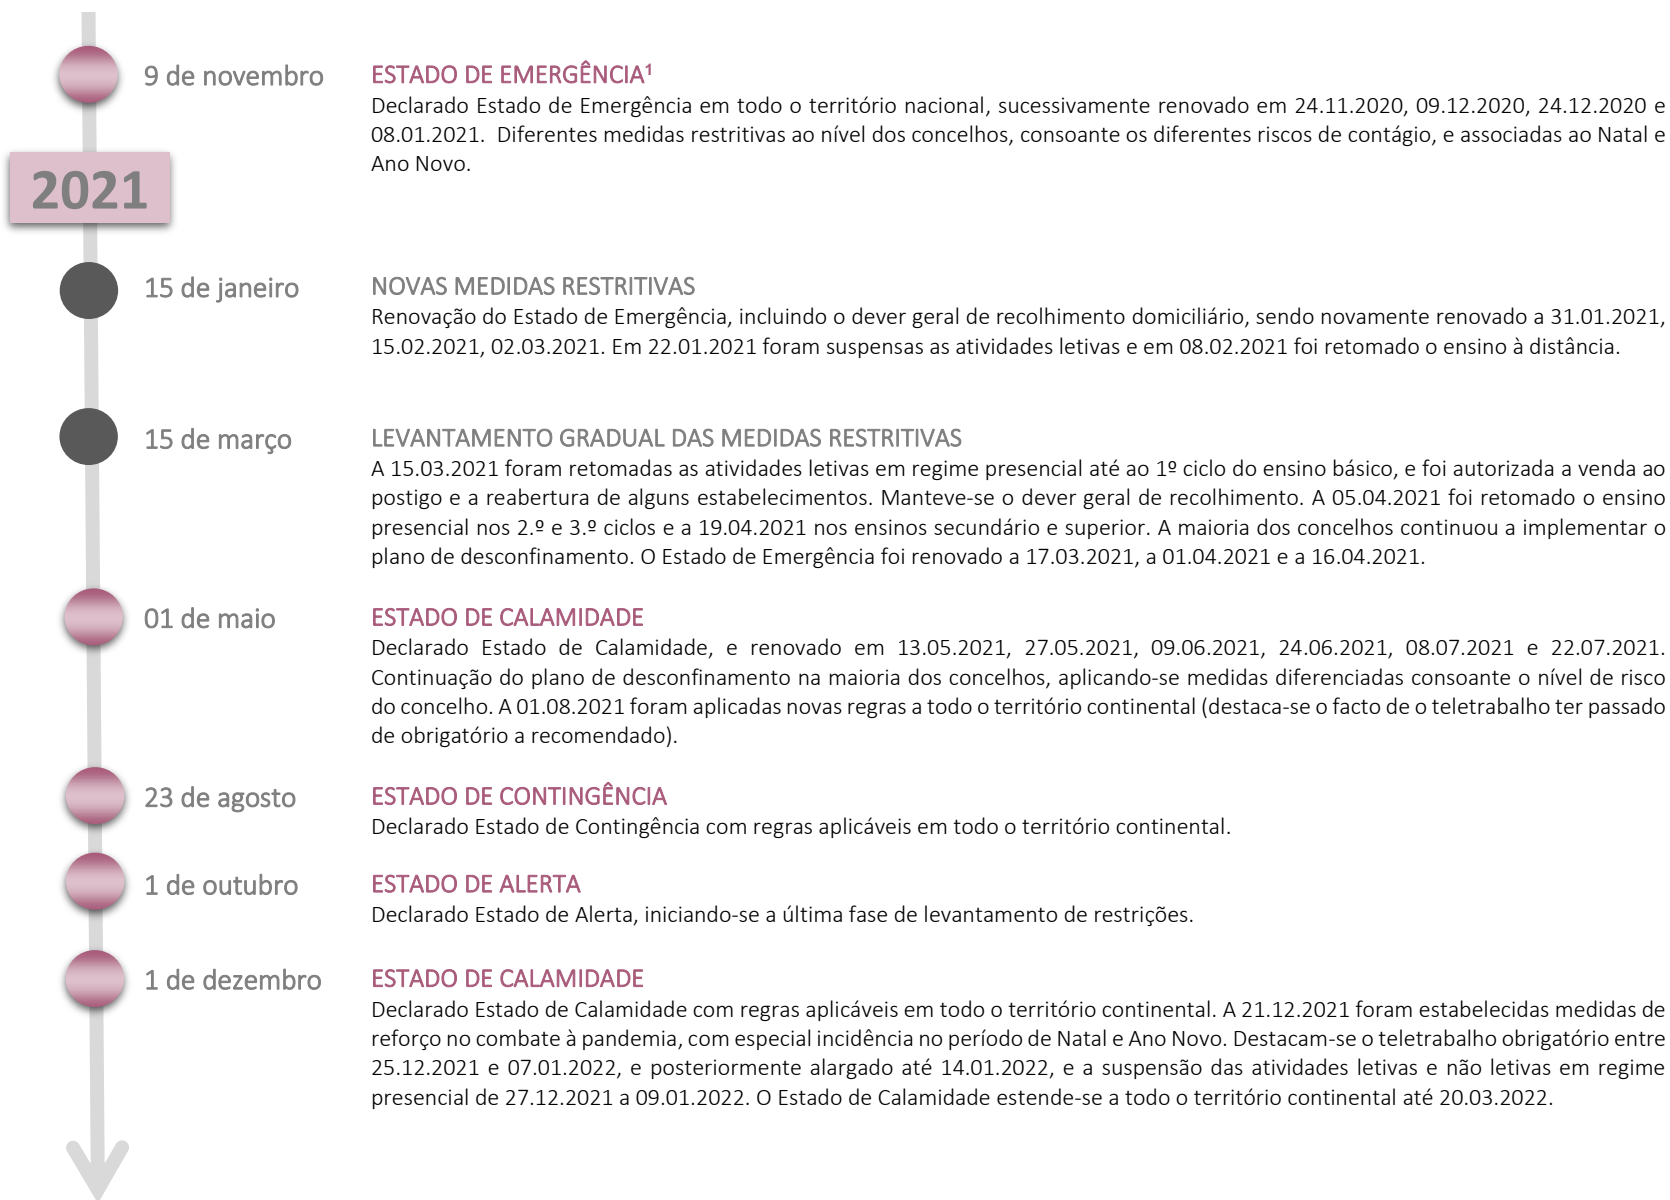 9 de novembro
ESTADO DE EMERGÊNCIA¹
Declarado Estado de Emergência em todo o território nacional, sucessivamente renovado em 24.11.2020, 09.12.2020, 24.12.2020 e
08.01.2021. Diferentes medidas restritivas ao nível dos concelhos, consoante os diferentes riscos de contágio, e associadas ao Natal e
Ano Novo.
2021
15 de janeiro
NOVAS MEDIDAS RESTRITIVAS
Renovação do Estado de Emergência, incluindo o dever geral de recolhimento domiciliário, sendo novamente renovado a 31.01.2021,
15.02.2021, 02.03.2021. Em 22.01.2021 foram suspensas as atividades letivas e em 08.02.2021 foi retomado o ensino à distância.
15 de março
LEVANTAMENTO GRADUAL DAS MEDIDAS RESTRITIVAS
A 15.03.2021 foram retomadas as atividades letivas em regime presencial até ao 1º ciclo do ensino básico, e foi autorizada a venda ao
postigo e a reabertura de alguns estabelecimentos. Manteve-se o dever geral de recolhimento. A 05.04.2021 foi retomado o ensino
presencial nos 2.º e 3.º ciclos e a 19.04.2021 nos ensinos secundário e superior. A maioria dos concelhos continuou a implementar o
plano de desconfinamento. O Estado de Emergência foi renovado a 17.03.2021, a 01.04.2021 e a 16.04.2021.
01 de maio
ESTADO DE CALAMIDADE
Declarado Estado de Calamidade, e renovado em 13.05.2021, 27.05.2021, 09.06.2021, 24.06.2021, 08.07.2021 e 22.07.2021.
Continuação do plano de desconfinamento na maioria dos concelhos, aplicando-se medidas diferenciadas consoante o nível de risco
do concelho. A 01.08.2021 foram aplicadas novas regras a todo o território continental (destaca-se o facto de o teletrabalho ter passado
de obrigatório a recomendado).
23 de agosto
ESTADO DE CONTINGÊNCIA
Declarado Estado de Contingência com regras aplicáveis em todo o território continental.
1 de outubro
ESTADO DE ALERTA
Declarado Estado de Alerta, iniciando-se a última fase de levantamento de restrições.
1 de dezembro
ESTADO DE CALAMIDADE
Declarado Estado de Calamidade com regras aplicáveis em todo o território continental. A 21.12.2021 foram estabelecidas medidas de
reforço no combate à pandemia, com especial incidência no período de Natal e Ano Novo. Destacam-se o teletrabalho obrigatório entre
25.12.2021 e 07.01.2022, e posteriormente alargado até 14.01.2022, e a suspensão das atividades letivas e não letivas em regime
presencial de 27.12.2021 a 09.01.2022. O Estado de Calamidade estende-se a todo o território continental até 20.03.2022.